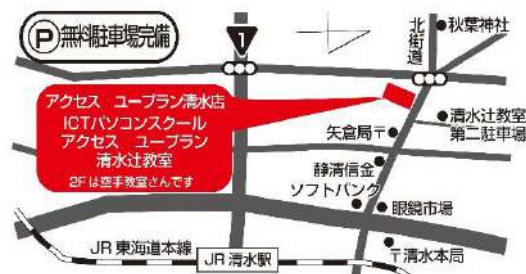 P 無料駐車場完備
1
北街道
秋葉神社
アクセス ユープラン清水店
ICTパソコンスクール
アクセス ユープラン
清水辻教室
2Fは空手教室さんです
矢倉局〒
清水辻教室
第二駐車場
静清信金
ソフトバンク
眼鏡市場
JR 東海道本線
JR 清水駅
〒清水本局